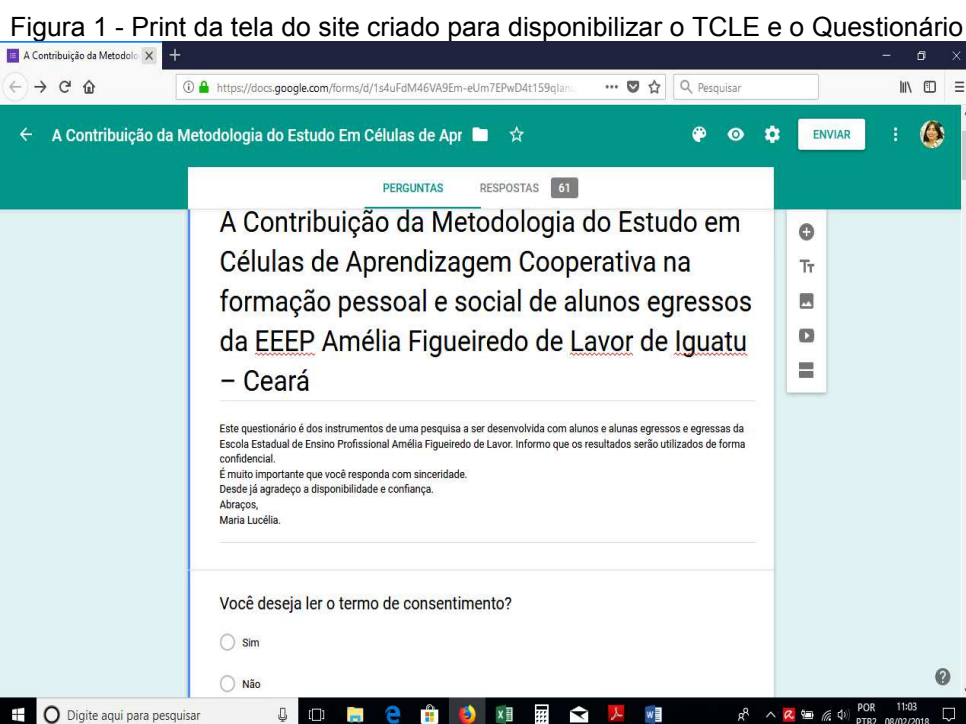 Figura 1 - Print da tela do site criado para disponibilizar o TCLE e o Questionário
A Contribuição da Metodolo
https://docs.google.com/forms/d/1s4uFdM46VA9Em-eUm7EPwD4t159qlan
Pesquisar
A Contribuição da Metodologia do Estudo Em Células de Apr
ENVIAR
PERGUNTAS RESPOSTAS 61
A Contribuição da Metodologia do Estudo em
Células de Aprendizagem Cooperativa na
formação pessoal e social de alunos egressos
da EEEP Amélia Figueiredo de Lavor de Iguatu
– Ceará
Este questionário é dos instrumentos de uma pesquisa a ser desenvolvida com alunos e alunas egressos e egressas da
Escola Estadual de Ensino Profissional Amélia Figueiredo de Lavor. Informo que os resultados serão utilizados de forma
confidencial.
É muito importante que você responda com sinceridade.
Desde já agradeço a disponibilidade e confiança.
Abraços,
Maria Lucélia.
Você deseja ler o termo de consentimento?
Sim
Não
Digite aqui para pesquisar
POR 11:03
PTB2 08/02/2018